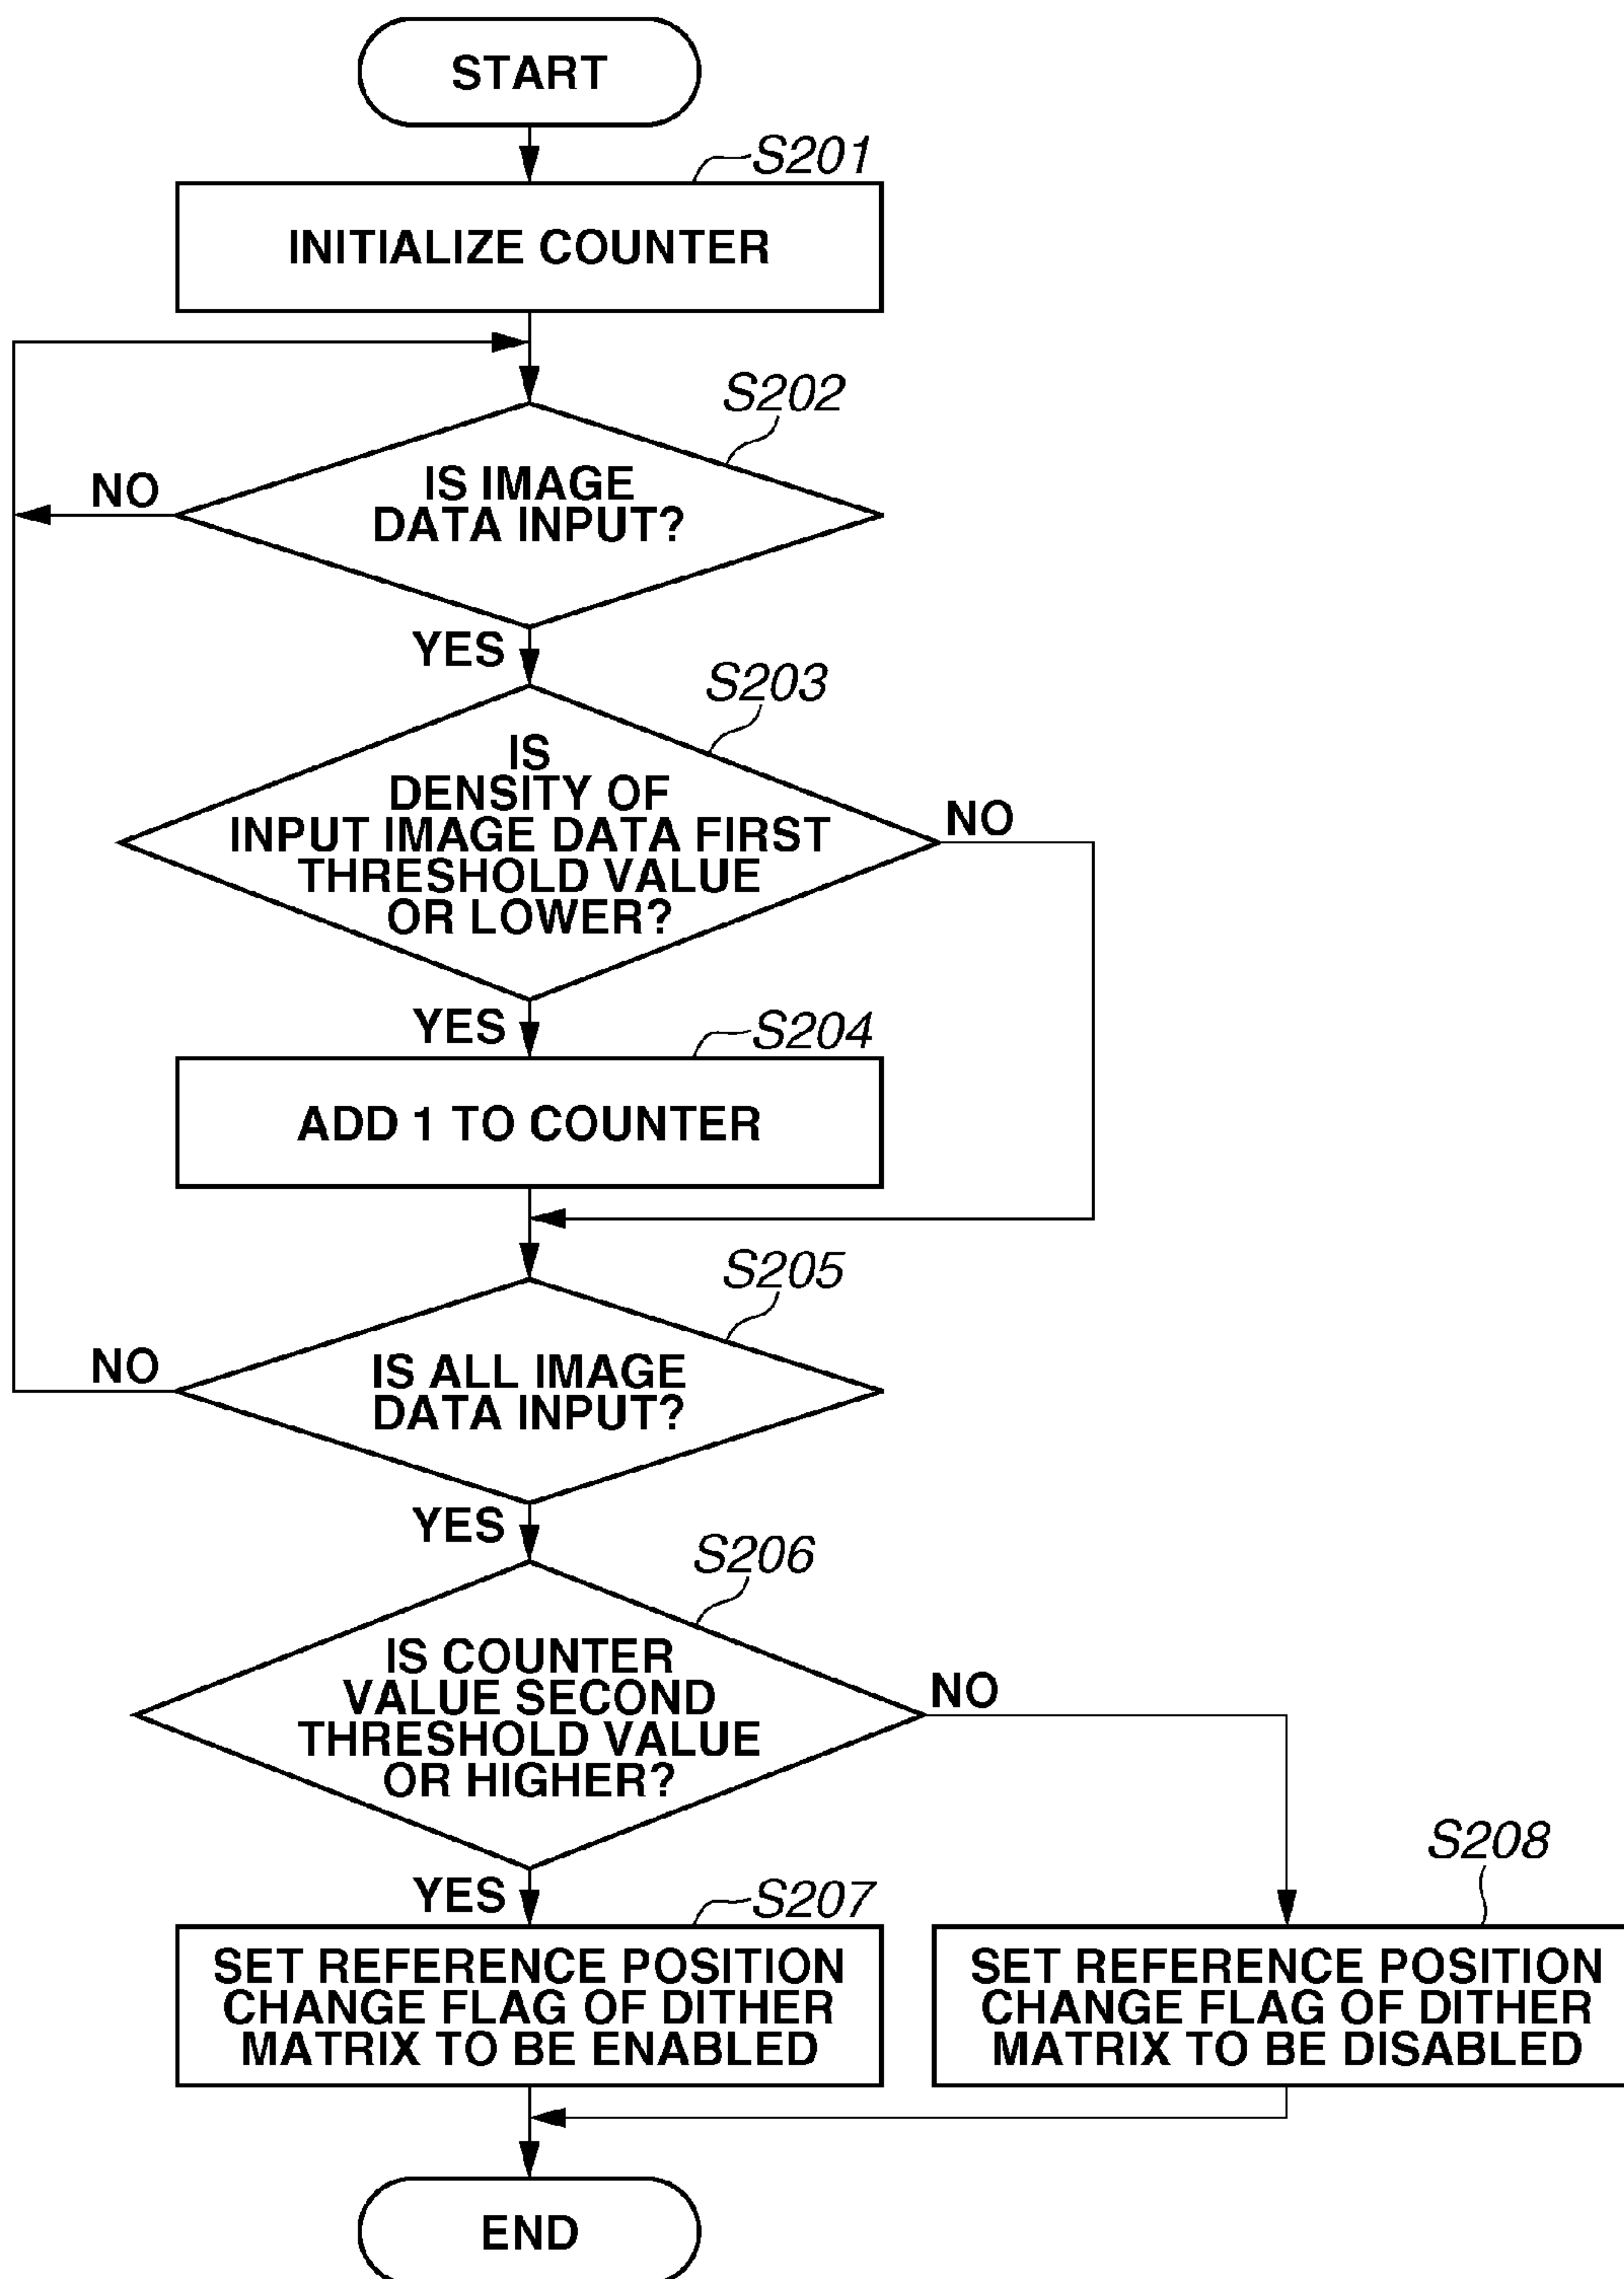 START
S201
INITIALIZE COUNTER
S202
IS IMAGE
DATA INPUT?
NO
YES
S203
IS
DENSITY OF
INPUT IMAGE DATA FIRST
THRESHOLD VALUE
OR LOWER?
NO
YES
S204
ADD 1 TO COUNTER
S205
IS ALL IMAGE
DATA INPUT?
NO
YES
S206
IS COUNTER
VALUE SECOND
THRESHOLD VALUE
OR HIGHER?
NO
YES
S207
SET REFERENCE POSITION
CHANGE FLAG OF DITHER
MATRIX TO BE ENABLED
S208
SET REFERENCE POSITION
CHANGE FLAG OF DITHER
MATRIX TO BE DISABLED
END